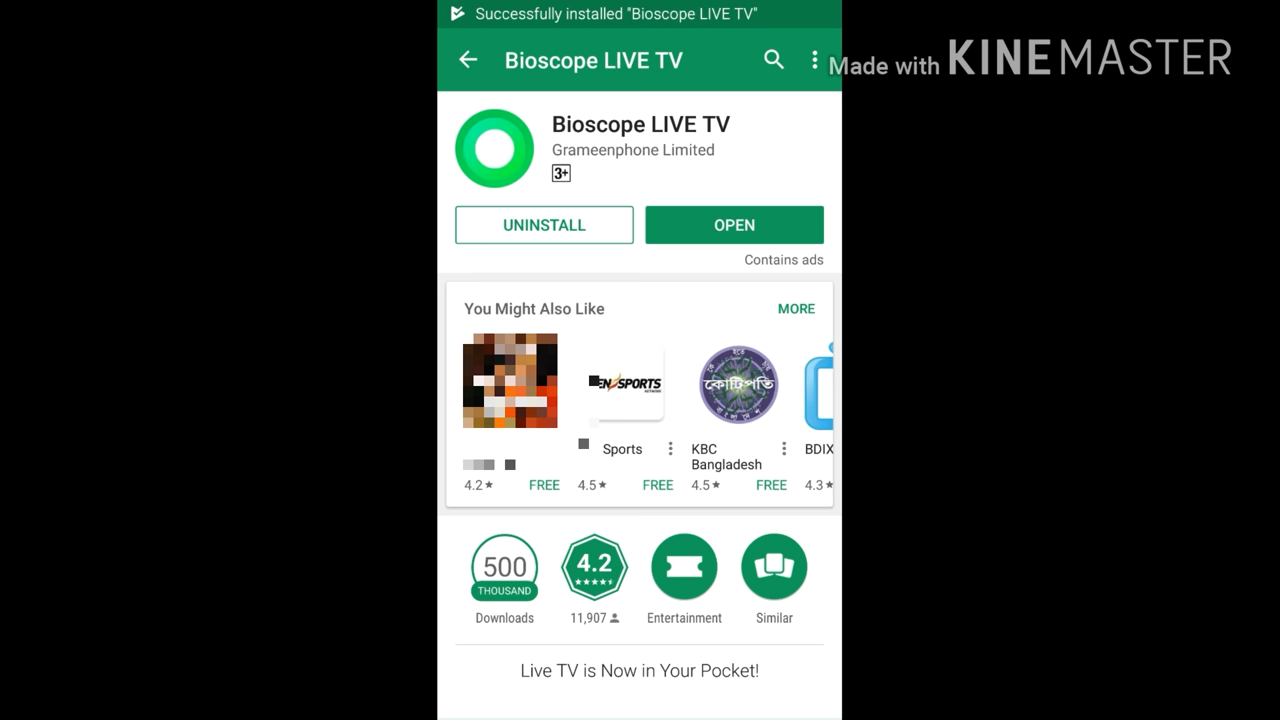 Successfully installed "Bioscope LIVE TV"
Bioscope LIVE TV
Made with KINEMASTER
Bioscope LIVE TV
Grameenphone Limited
3+
UNINSTALL
OPEN
Contains ads
You Might Also Like
MORE
SPORTS
কোটিপতি
Sports
KBC
Bangladesh
BDIX
4.2★ FREE
4.5★ FREE
4.5★ FREE
4.3★
500
THOUSAND
Downloads
4.2
11,907
Entertainment
Similar
Live TV is Now in Your Pocket!